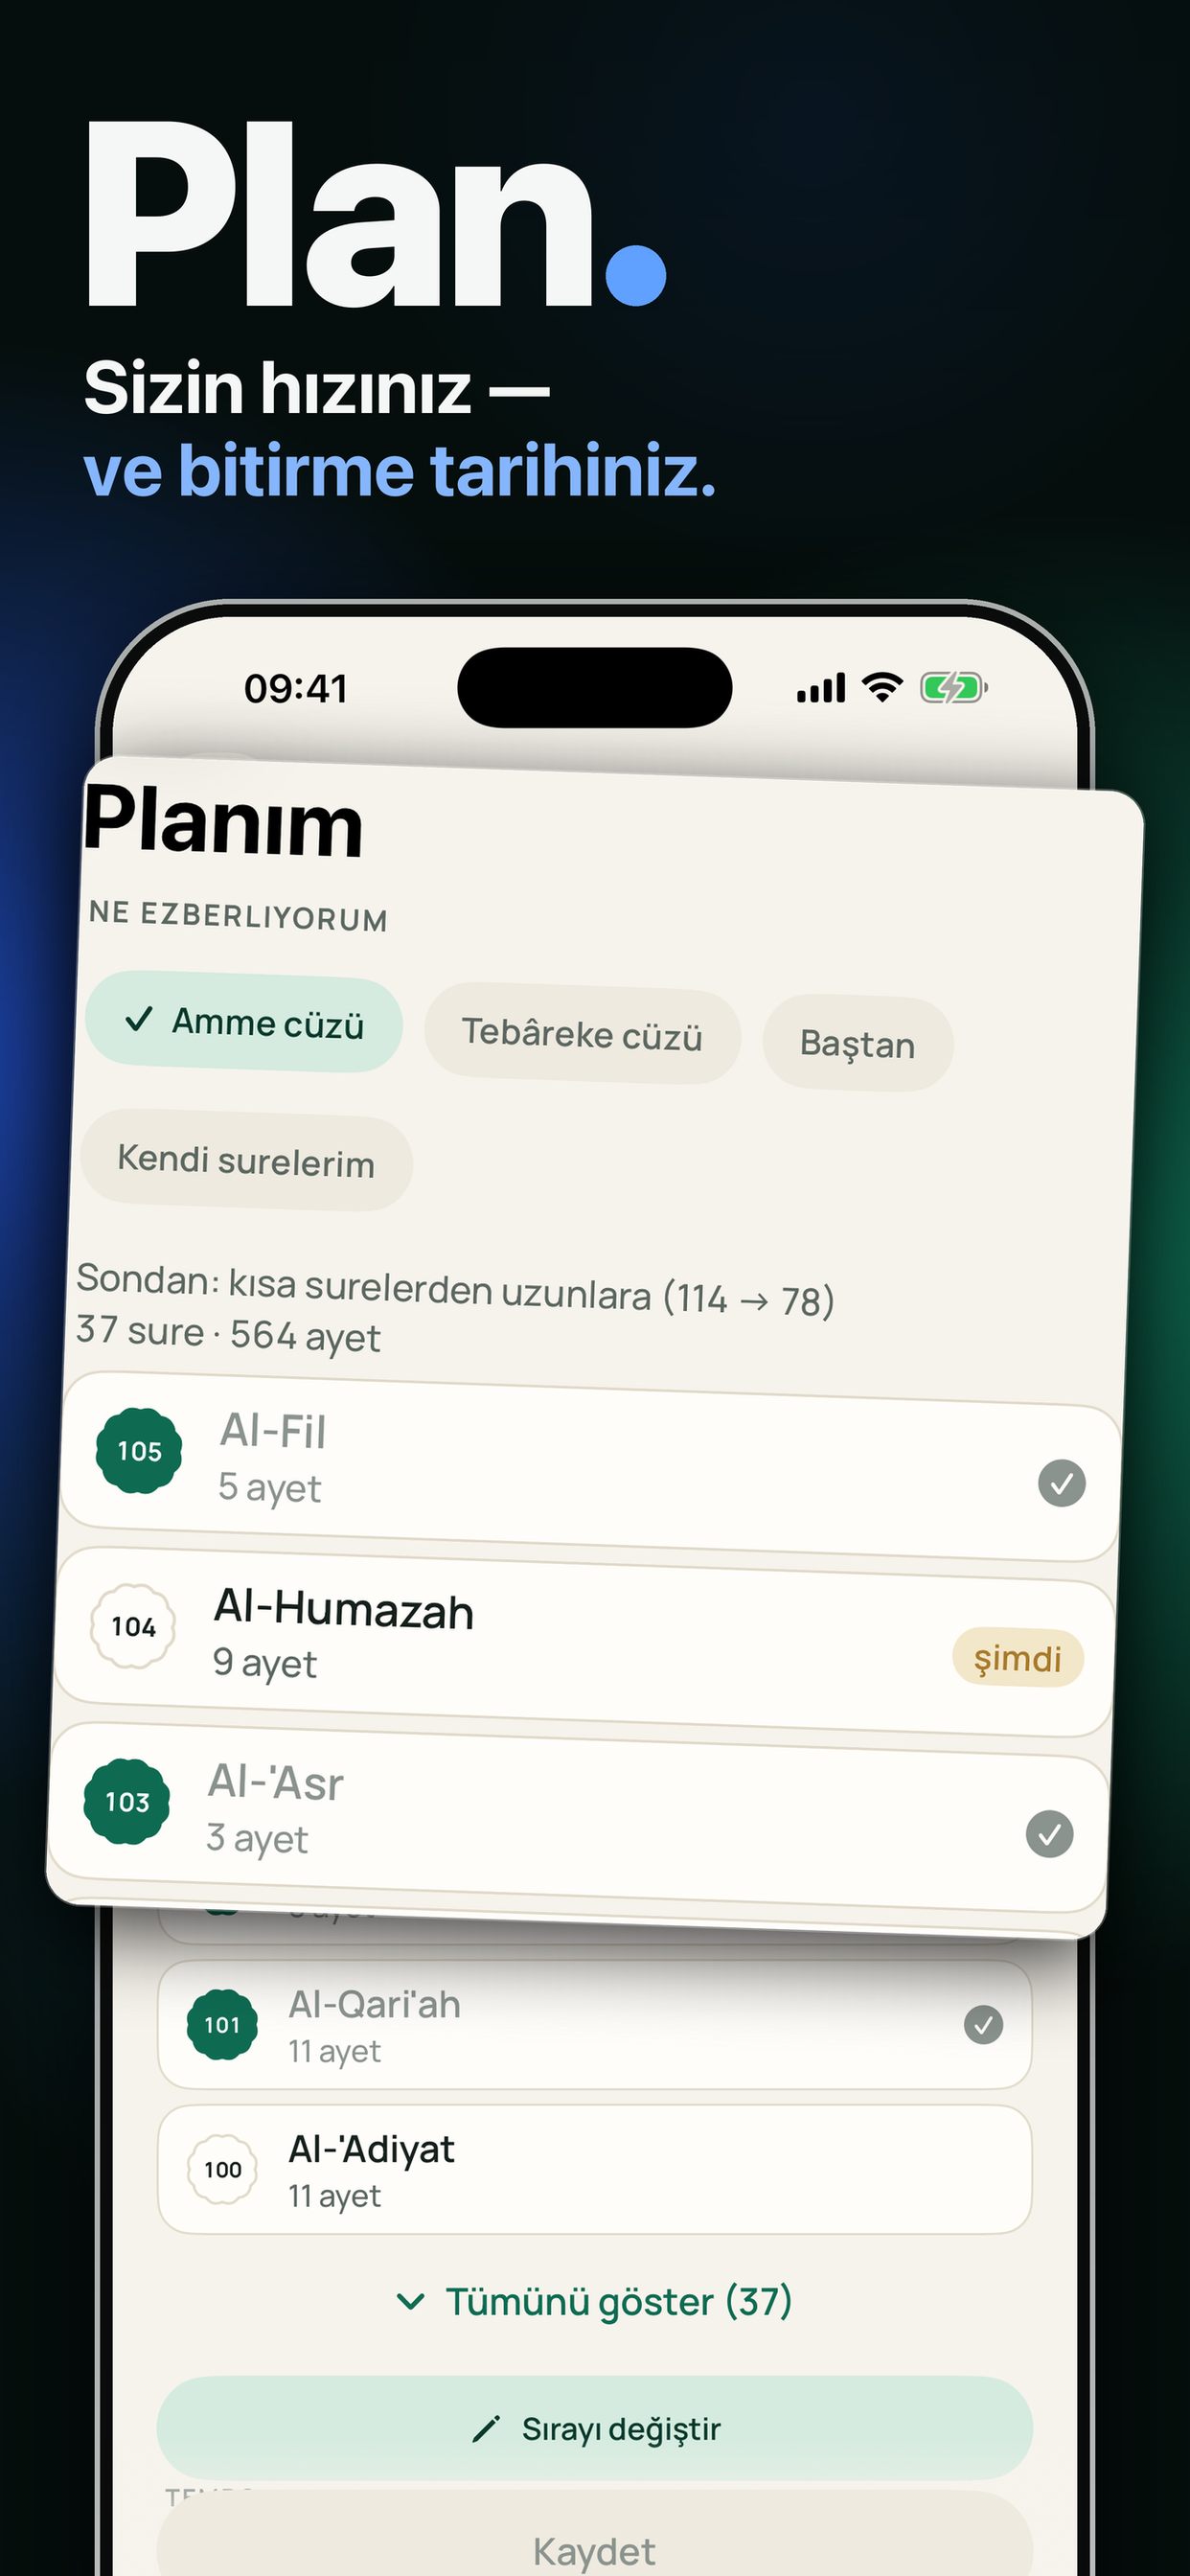 Plan.
Sizin hızınız —
ve bitirme tarihiniz.
09:41
Planım
NE EZBERLIYORUM
✓ Amme cüzü
Tebâreke cüzü
Baştan
Kendi surelerim
Sondan: kısa surelerden uzunlara (114 → 78)
37 sure · 564 ayet
105
Al-Fil
5 ayet
104
Al-Humazah
9 ayet
şimdi
103
Al-'Asr
3 ayet
101
Al-Qari'ah
11 ayet
100
Al-'Adiyat
11 ayet
Tümünü göster (37)
Sırayı değiştir
Kaydet